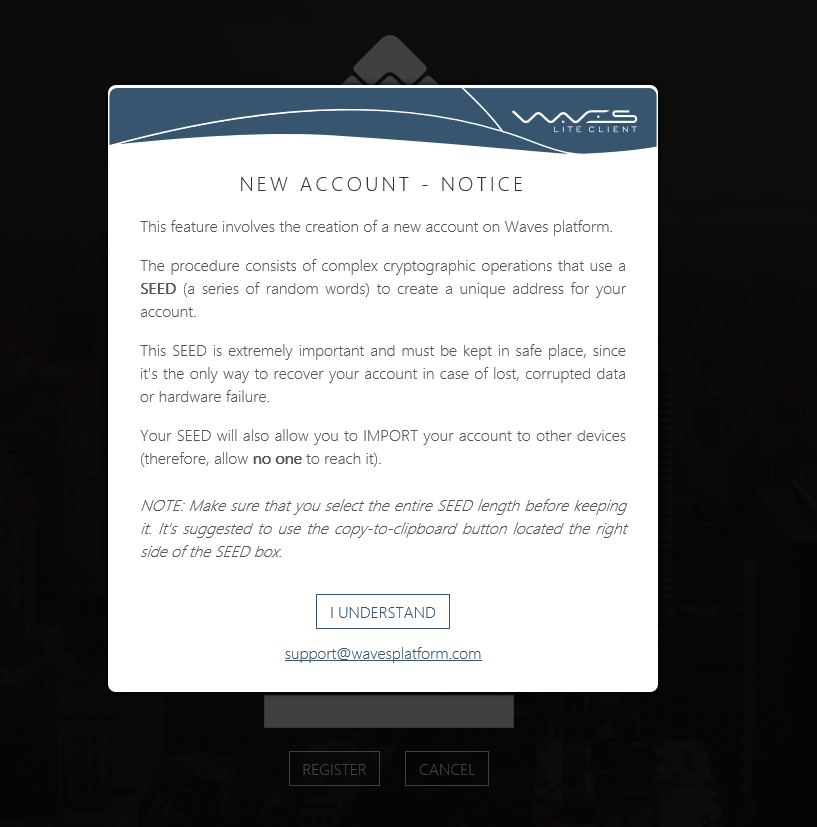 WAVES
LITE CLIENT
NEW ACCOUNT - NOTICE
This feature involves the creation of a new account on Waves platform.
The procedure consists of complex cryptographic operations that use a
SEED (a series of random words) to create a unique address for your
account.
This SEED is extremely important and must be kept in safe place, since
it's the only way to recover your account in case of lost, corrupted data
or hardware failure.
Your SEED will also allow you to IMPORT your account to other devices
(therefore, allow no one to reach it).
NOTE: Make sure that you select the entire SEED length before keeping
it. It's suggested to use the copy-to-clipboard button located the right
side of the SEED box.
I UNDERSTAND
support@wavesplatform.com
REGISTER
CANCEL